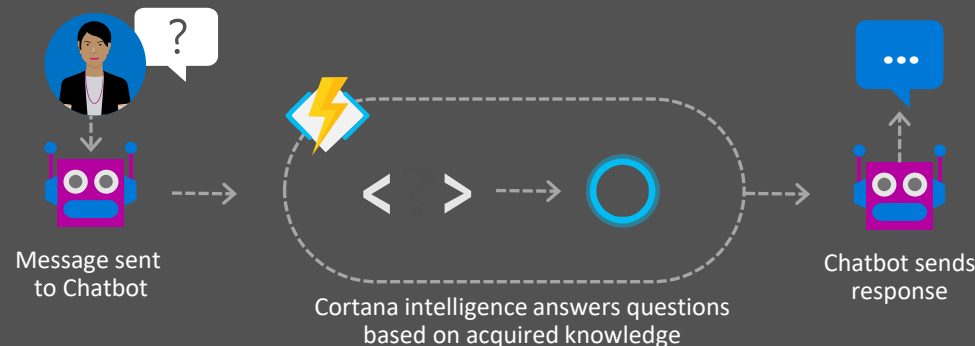 ?
...
< ? >
Message sent
to Chatbot
Cortana intelligence answers questions
based on acquired knowledge
Chatbot sends
response